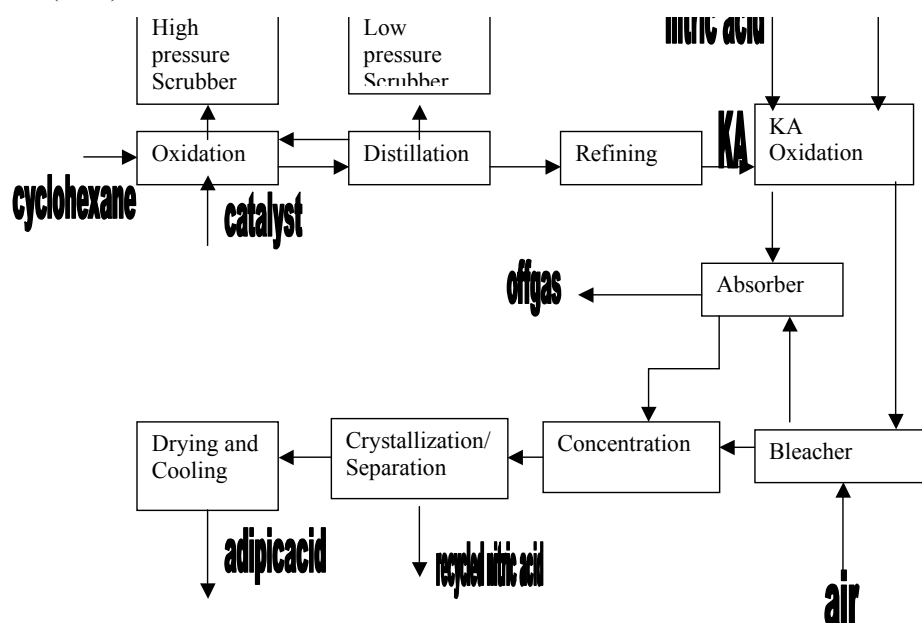 High
pressure
Scrubber
Low
pressure
Scrubber
nitric acid
Oxidation
Distillation
Refining
KA
KA
Oxidation
cyclohexane
catalyst
offgas
Absorber
Drying and
Cooling
Crystallization/
Separation
Concentration
Bleacher
adipicacid
recycled nitric acid
air